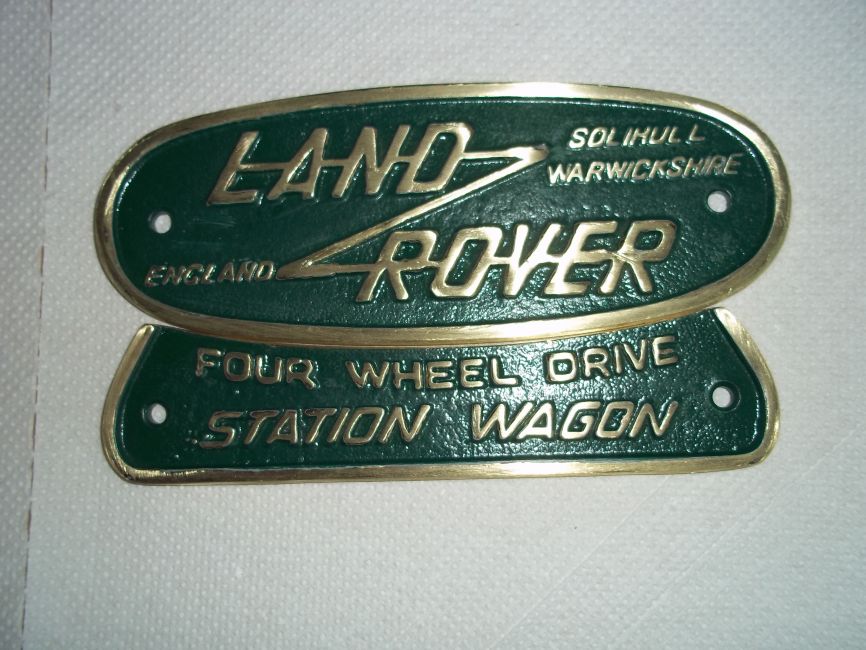 LAND
SOLIHULL
WARWICKSHIRE
ENGLAND
ROVER
FOUR WHEEL DRIVE
STATION WAGON